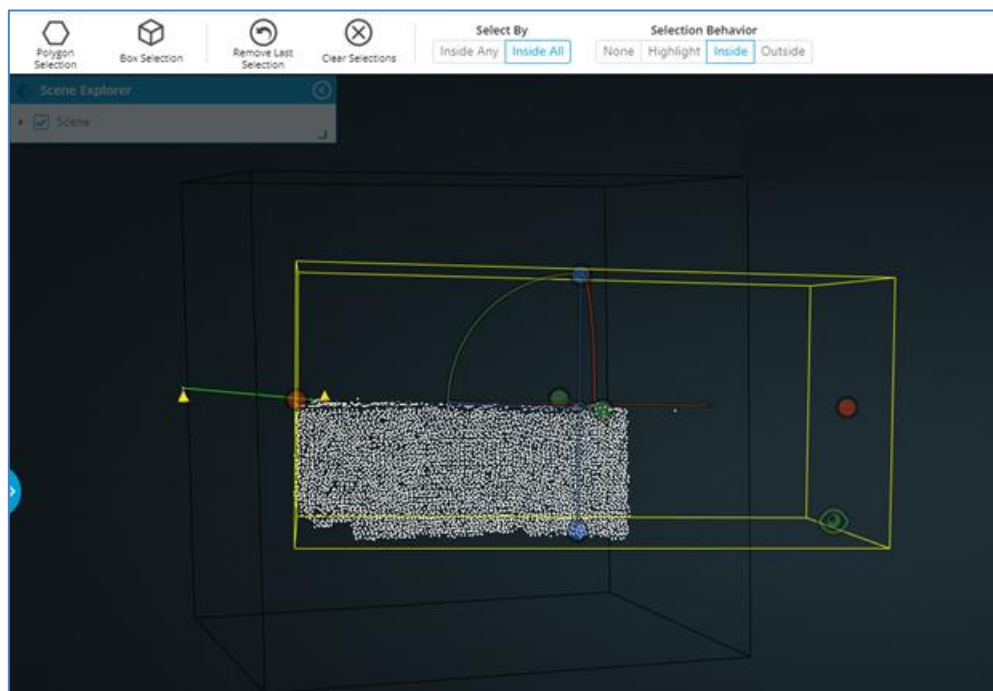 Polygon
Selection
Box Selection
Remove Last
Selection
Clear Selections
Select By
Inside Any Inside All
Selection Behavior
None Highlight Inside Outside
Scene Explorer
Scene